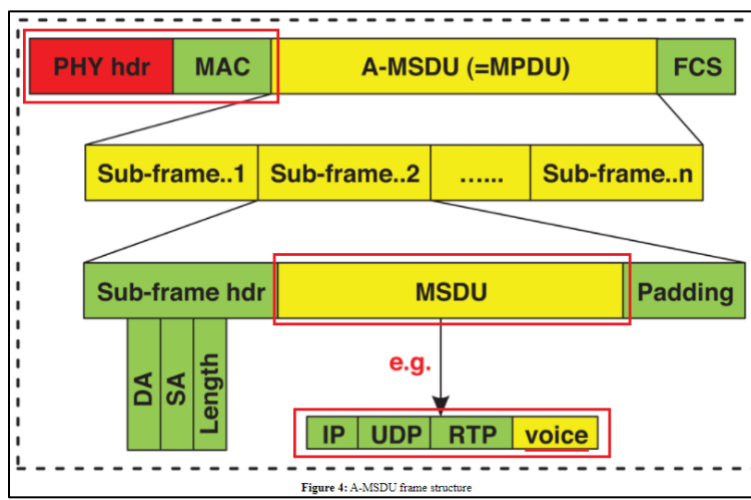 PHY hdr MAC A-MSDU (=MPDU) FCS
Sub-frame..1 Sub-frame..2 ...... Sub-frame..n
Sub-frame hdr MSDU Padding
DA SA Length
e.g.
IP UDP RTP voice
Figure 4: A-MSDU frame structure